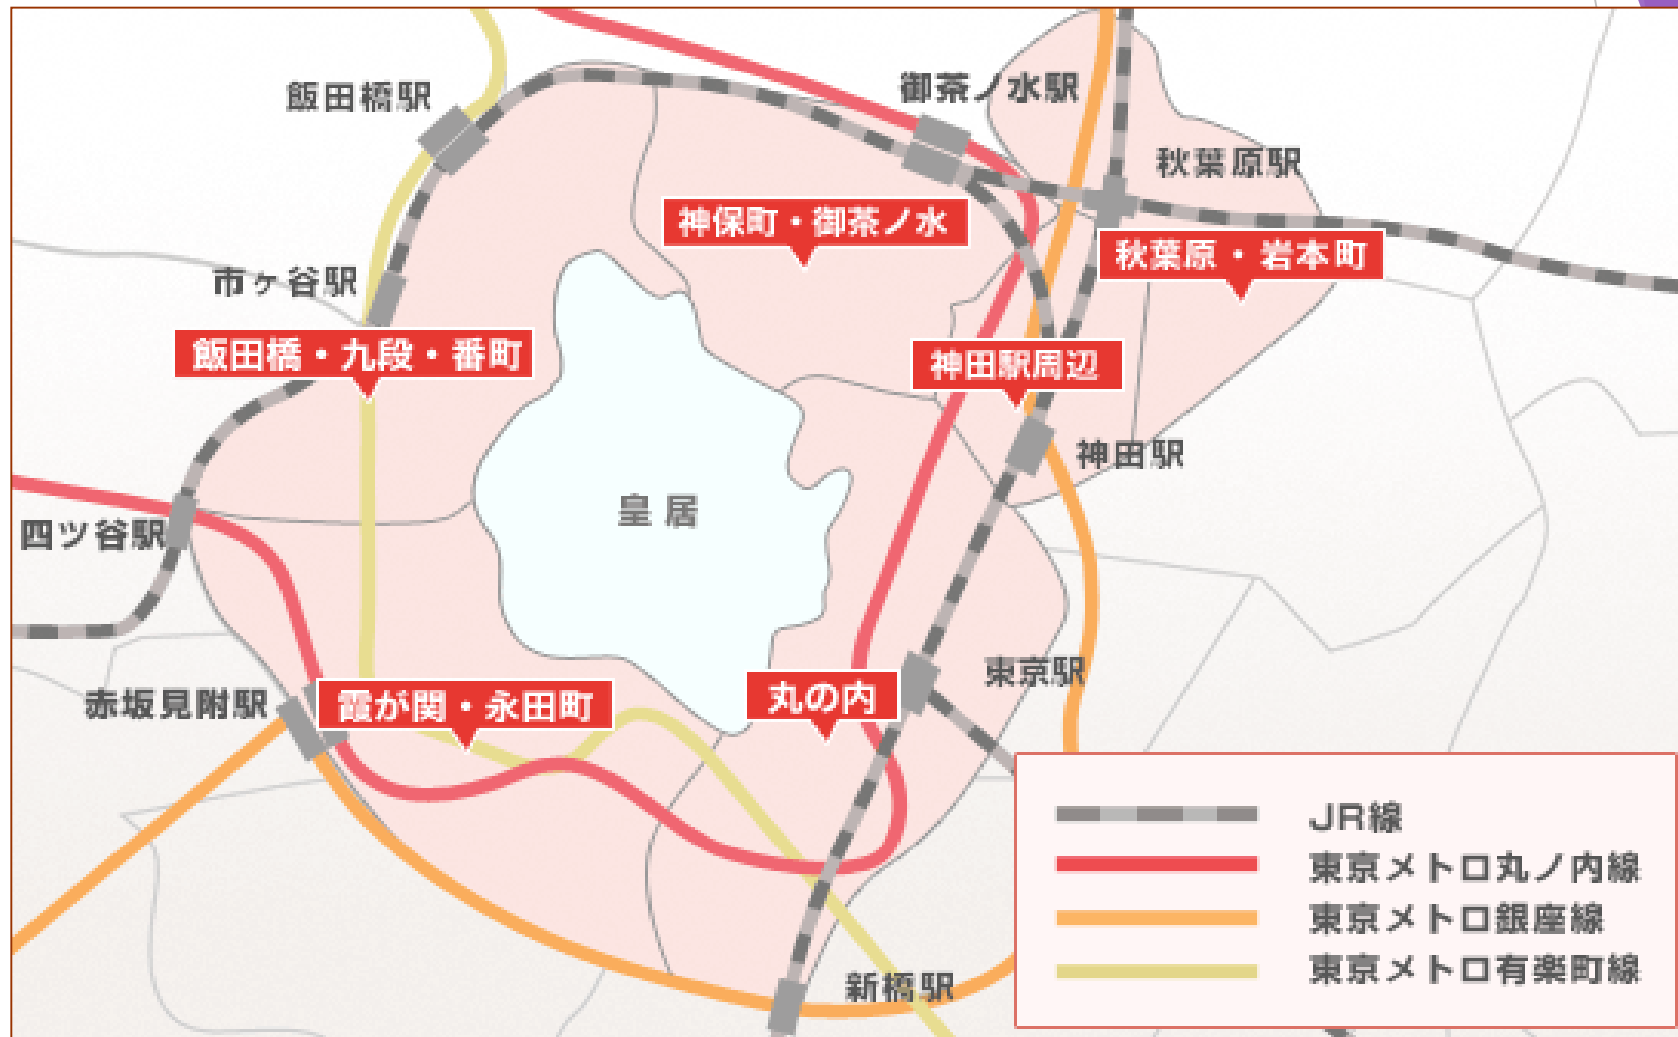 飯田橋駅
御茶ノ水駅
秋葉原駅
神保町・御茶ノ水
秋葉原・岩本町
市ヶ谷駅
飯田橋・九段・番町
神田駅周辺
神田駅
皇居
四ツ谷駅
東京駅
赤坂見附駅
霞が関・永田町
丸の内
新橋駅
JR線
東京メトロ丸ノ内線
東京メトロ銀座線
東京メトロ有楽町線